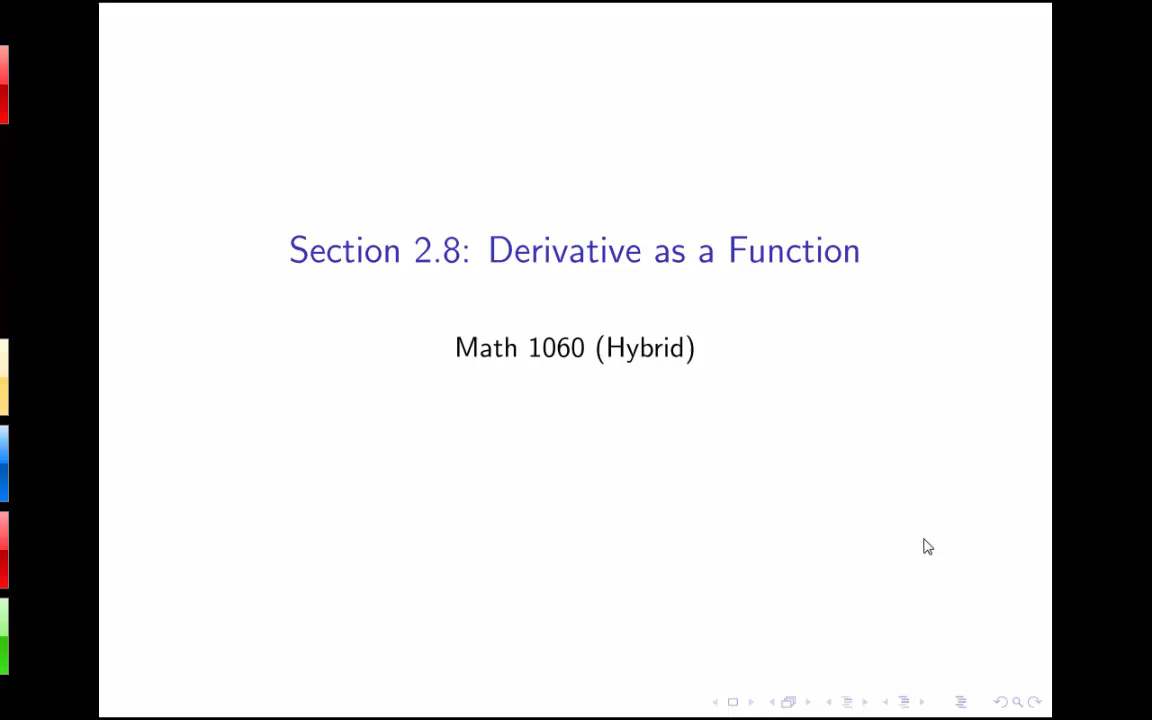 Section 2.8: Derivative as a Function
Math 1060 (Hybrid)